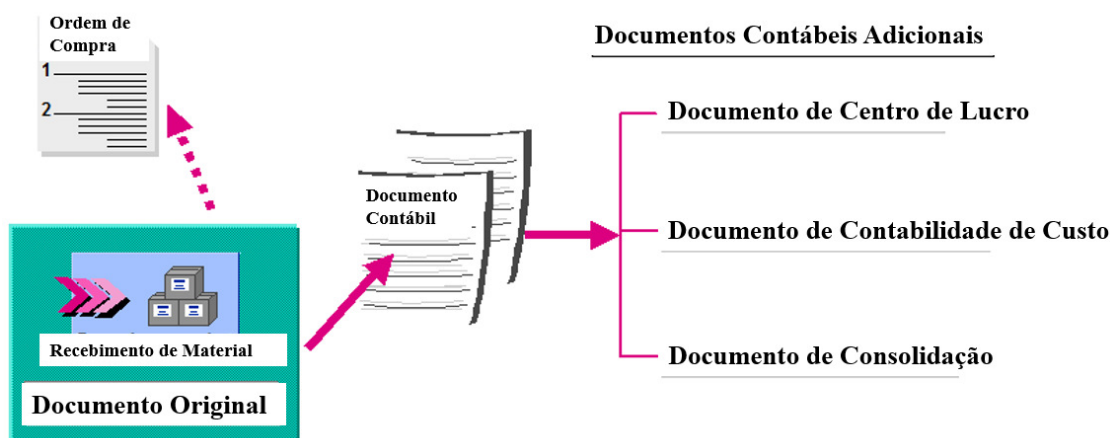 Ordem de
Compra
1
2
Documentos Contábeis Adicionais
Documento de Centro de Lucro
Documento
Contábil
Documento de Contabilidade de Custo
Recebimento de Material
Documento de Consolidação
Documento Original